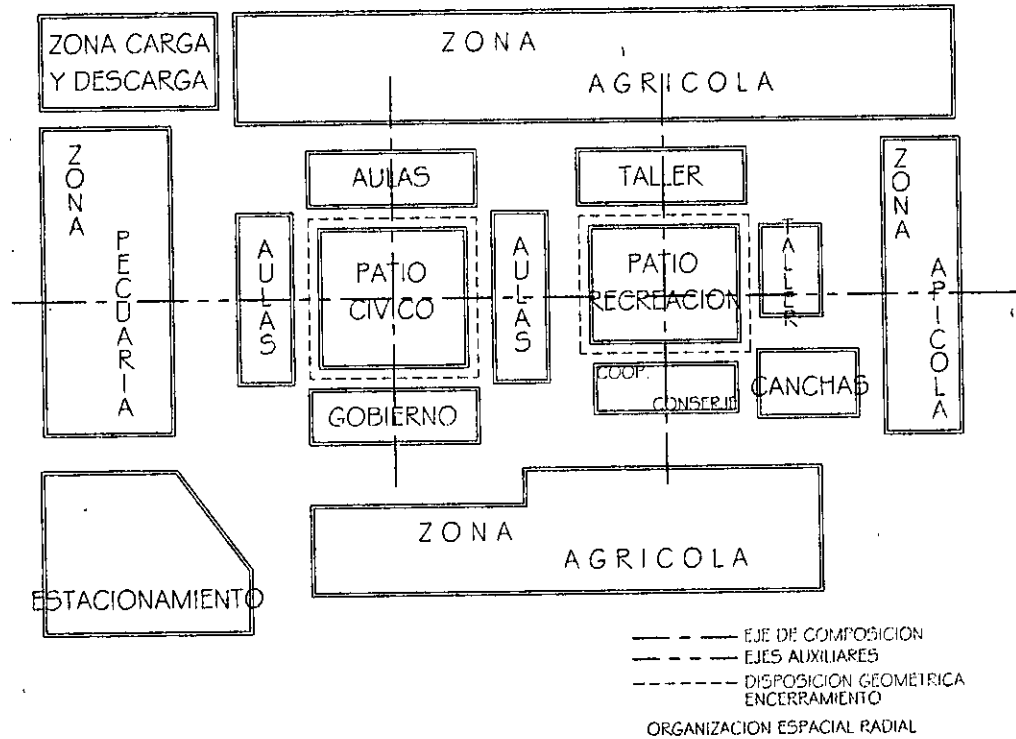 ZONA CARGA
Y DESCARGA
ZONA
AGRICOLA
ZONA
PECUARIA
AULAS
TALLER
ZONA
APICOLA
AULAS
PATIO
CIVICO
AULAS
PATIO
RECREACION
TALLER
GOBIERNO
COOP.
CONSERJE
CANCHAS
ZONA
AGRICOLA
ESTACIONAMIENTO
EJE DE COMPOSICION
EJES AUXILIARES
DISPOSICION GEOMETRICA
ENCERRAMIENTO
ORGANIZACION ESPACIAL RADIAL